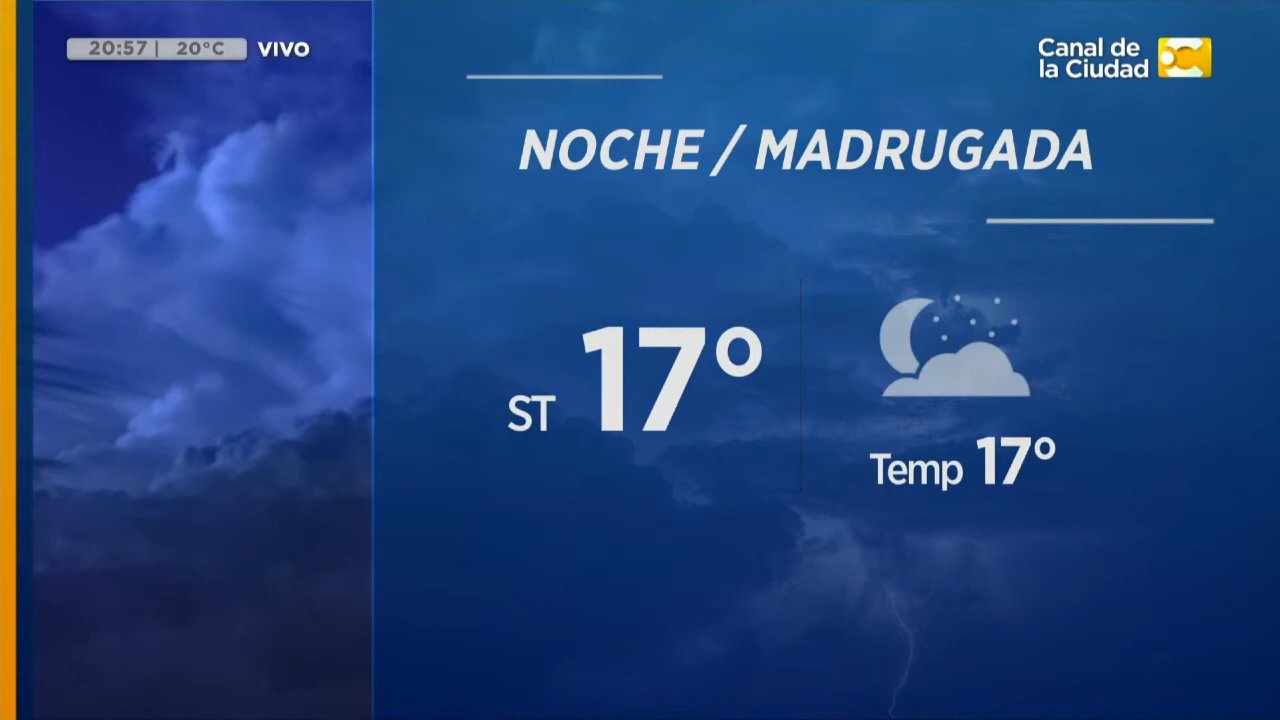 20:57 | 20°C VIVO
Canal de
la Ciudad
NOCHE / MADRUGADA
ST 17°
Temp 17°